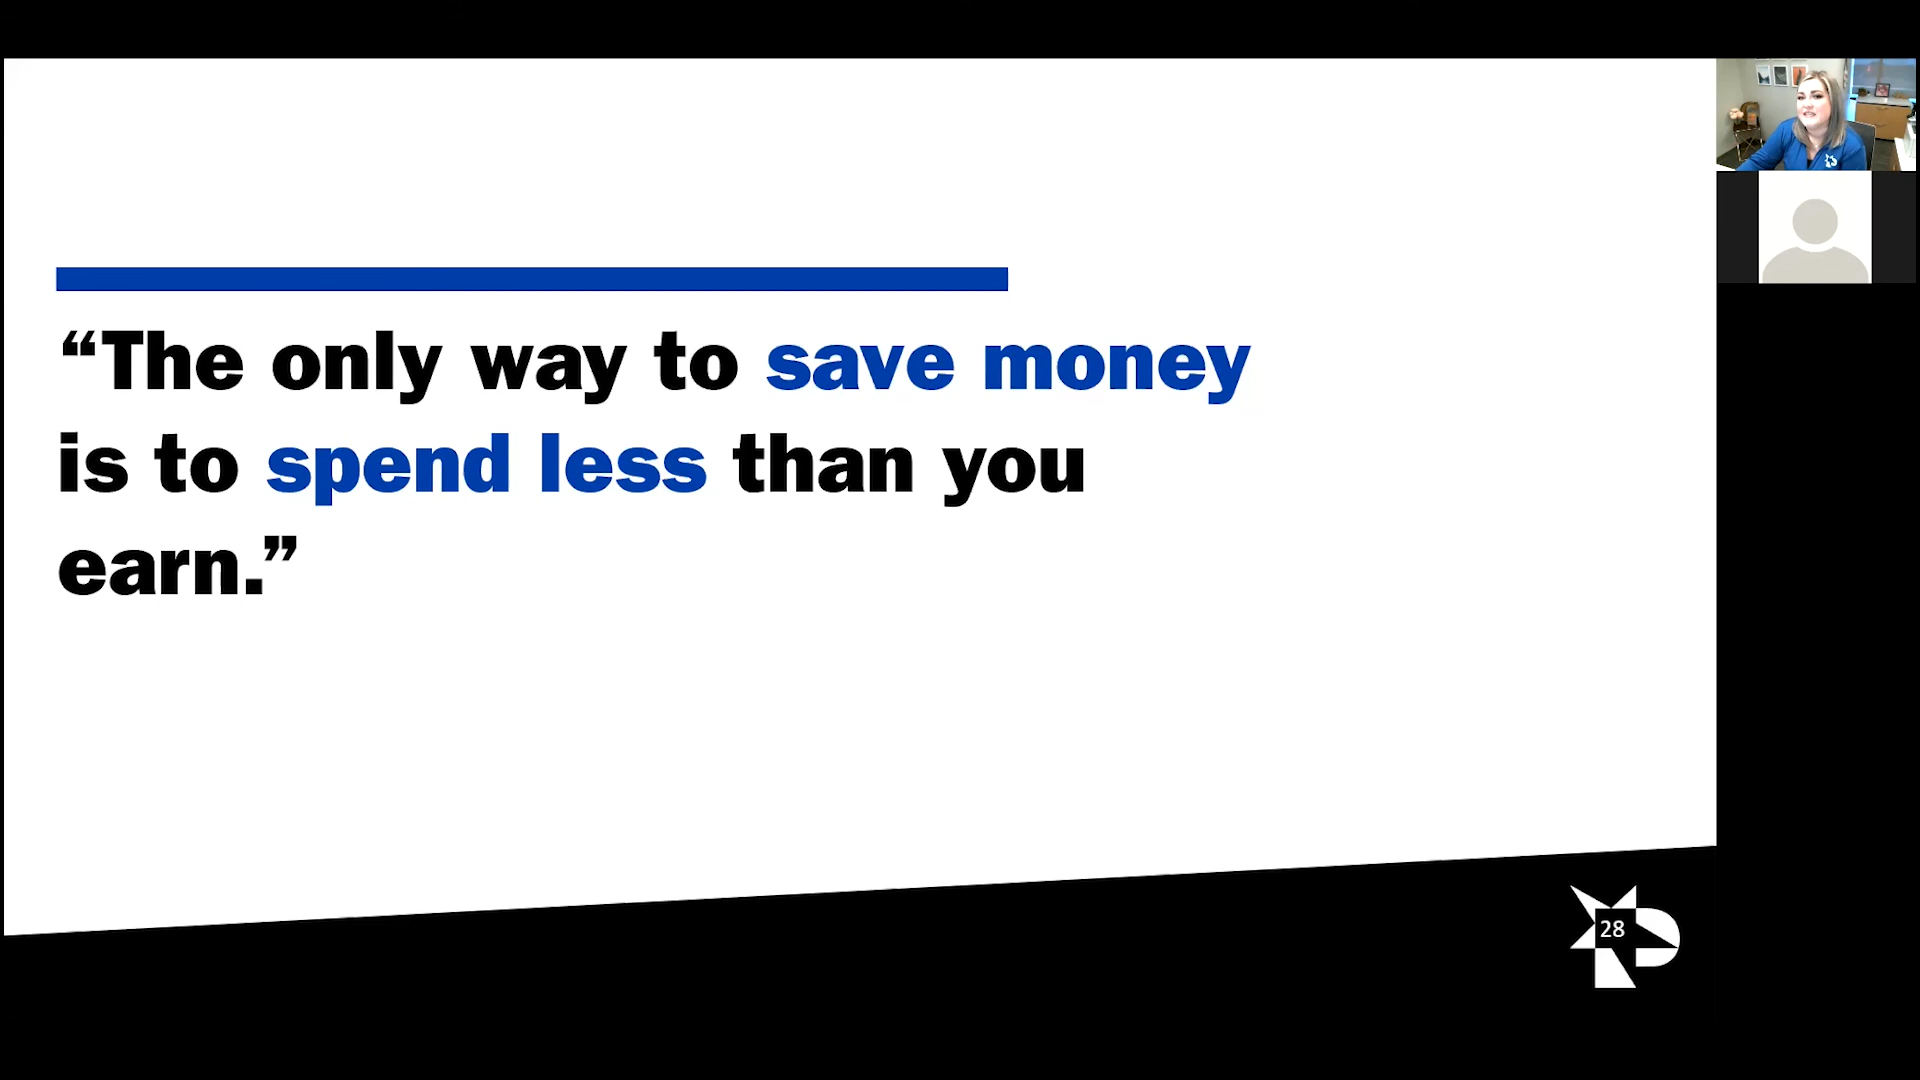 “The only way to save money
is to spend less than you
earn.”
28